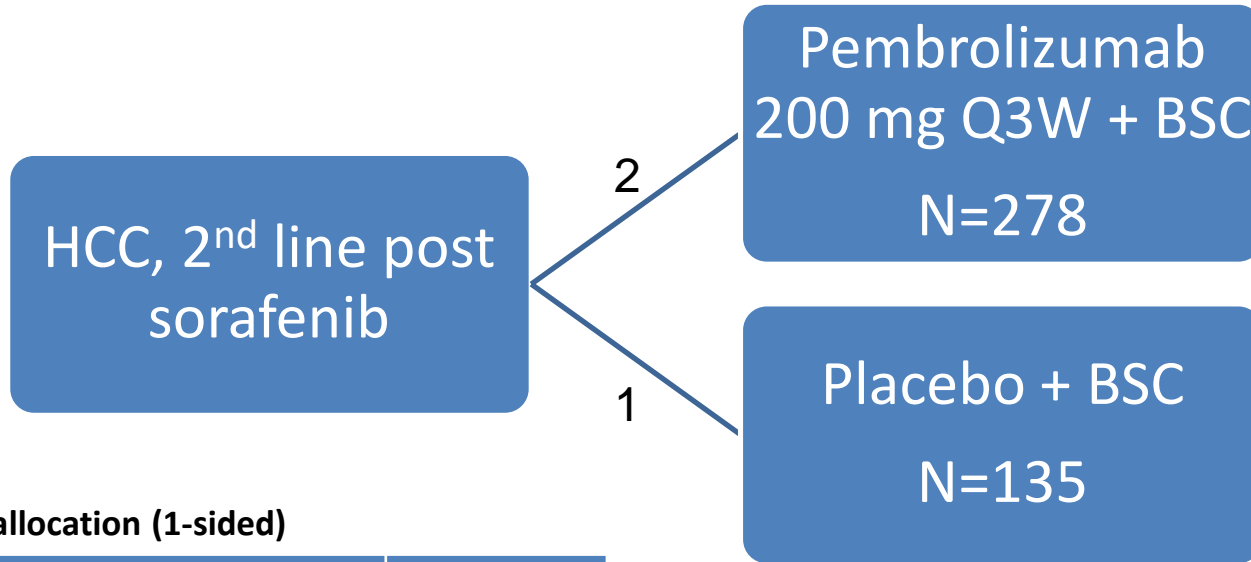 Pembrolizumab
200 mg Q3W + BSC
N=278
2
HCC, 2nd line post
sorafenib
1
Placebo + BSC
N=135
allocation (1-sided)